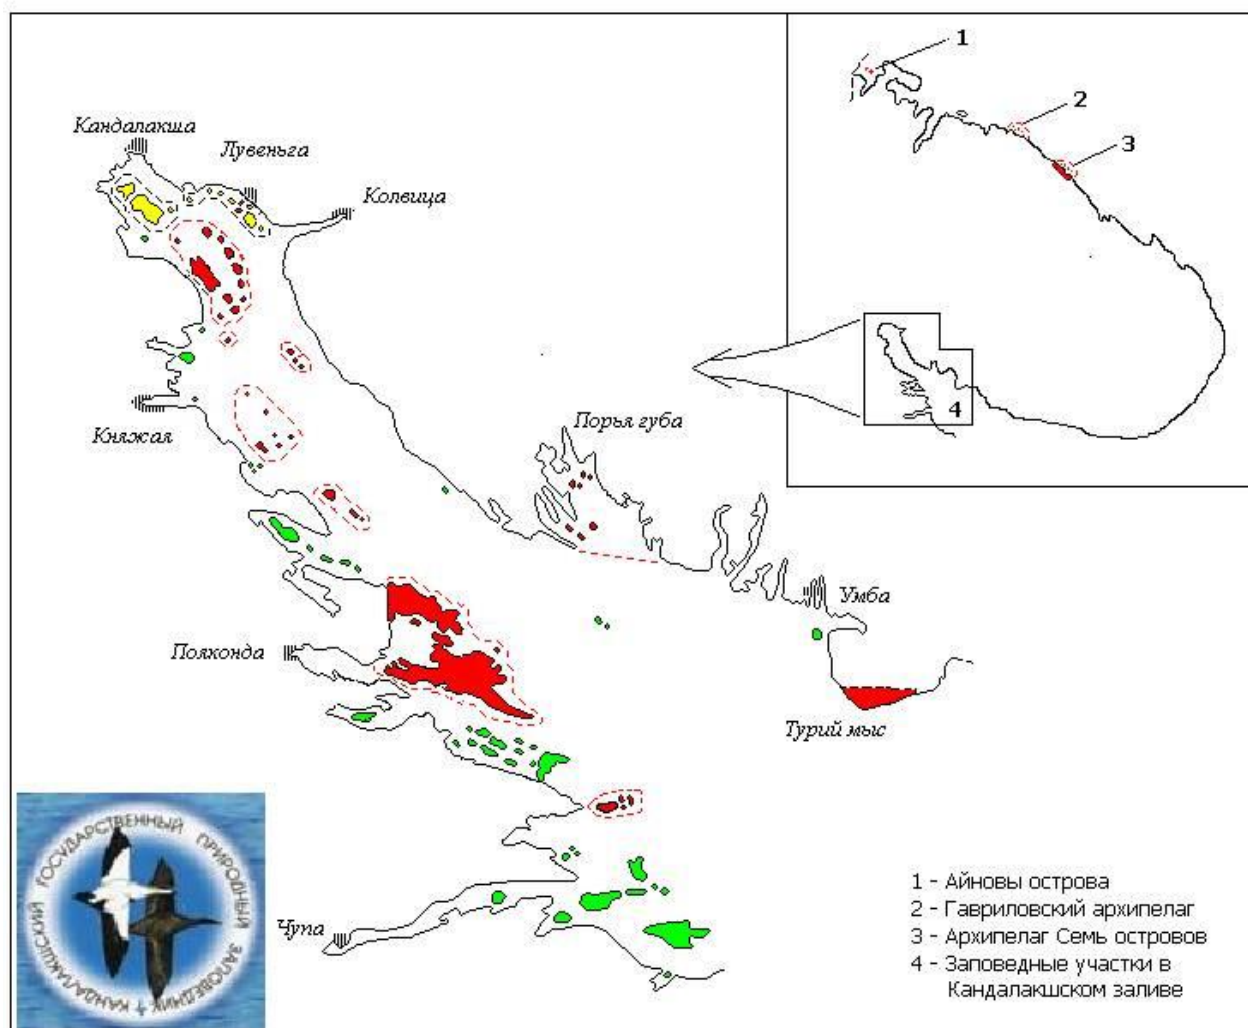 1
2
3
Кандалакша
Лувеньга
Колвица
4
Порья губа
Княжая
Умба
Пояконда
Турий мыс
КАНДАЛАКШСКИЙ ГОСУДАРСТВЕННЫЙ ПРИРОДНЫЙ ЗАПОВЕДНИК
Чупа
1 - Айновы острова
2 - Гавриловский архипелаг
3 - Архипелаг Семь островов
4 - Заповедные участки в
Кандалакшском заливе